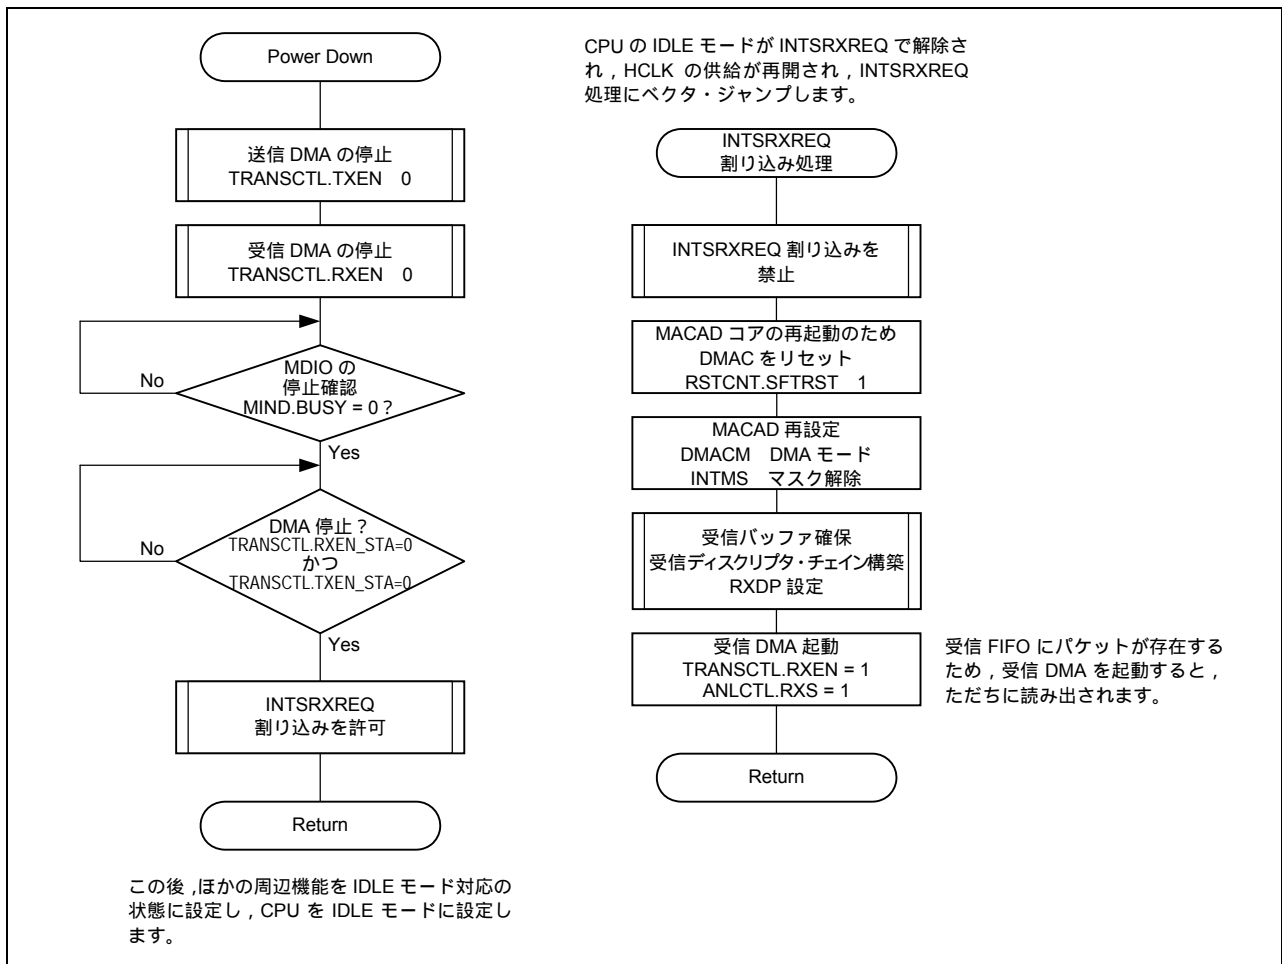 Power Down
送信 DMA の停止
TRANSCTL.TXEN 0
受信 DMA の停止
TRANSCTL.RXEN 0
MDIO の
停止確認
MIND.BUSY = 0 ?
No
Yes
DMA 停止 ?
TRANSCTL.RXEN_STA=0
かつ
TRANSCTL.TXEN_STA=0
No
Yes
INTSRXREQ
割り込みを許可
Return
この後 , ほかの周辺機能を IDLE モード対応の
状態に設定し , CPU を IDLE モードに設定し
ます。
CPU の IDLE モードが INTSRXREQ で解除さ
れ , HCLK の供給が再開され , INTSRXREQ
処理にベクタ・ジャンプします。
INTSRXREQ
割り込み処理
INTSRXREQ 割り込みを
禁止
MACAD コアの再起動のため
DMAC をリセット
RSTCNT.SFTRST 1
MACAD 再設定
DMACM DMA モード
INTMS マスク解除
受信バッファ確保
受信ディスクリプタ・チェイン構築
RXDP 設定
受信 DMA 起動
TRANSCTL.RXEN = 1
ANLCTL.RXS = 1
受信 FIFO にパケットが存在する
ため , 受信 DMA を起動すると ,
ただちに読み出されます。
Return